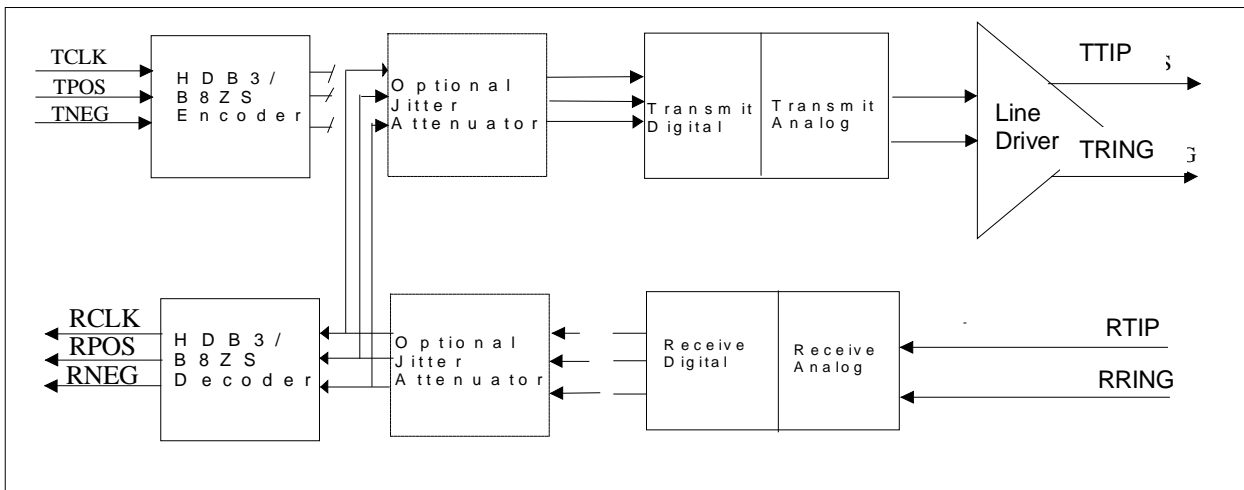 TCLK
TPOS
TNEG
HDB3/
B8ZS
Encoder
Optional
Jitter
Attenuator
Transmit
Digital
Transmit
Analog
Line
Driver
TTIP
S
TRING
G
RCLK
RPOS
RNEG
HDB3/
B8ZS
Decoder
Optional
Jitter
Attenuator
Receive
Digital
Receive
Analog
RTIP
RRING